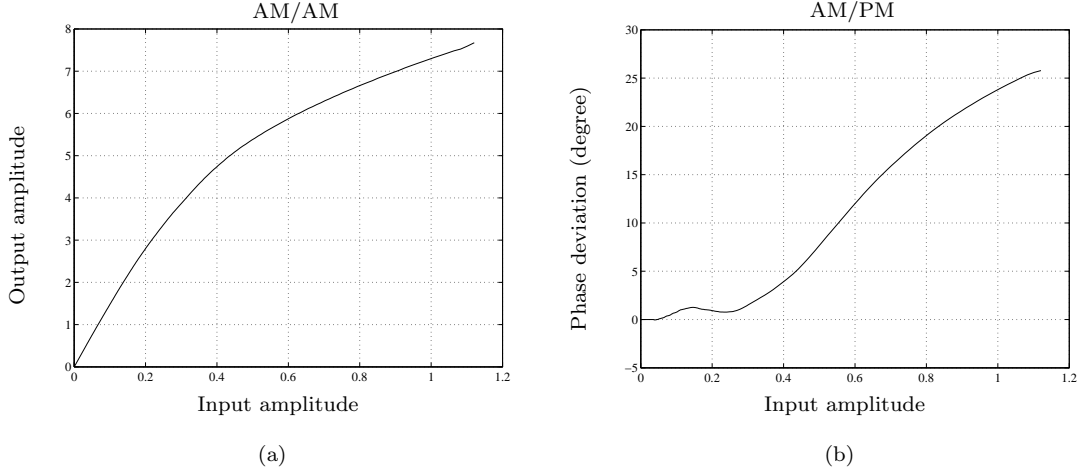 AM/AM
8
7
6
5
4
3
2
1
0
0 0.2 0.4 0.6 0.8 1 1.2
Output amplitude
Input amplitude
(a)
AM/PM
30
25
20
15
10
5
0
−5
0 0.2 0.4 0.6 0.8 1 1.2
Phase deviation (degree)
Input amplitude
(b)